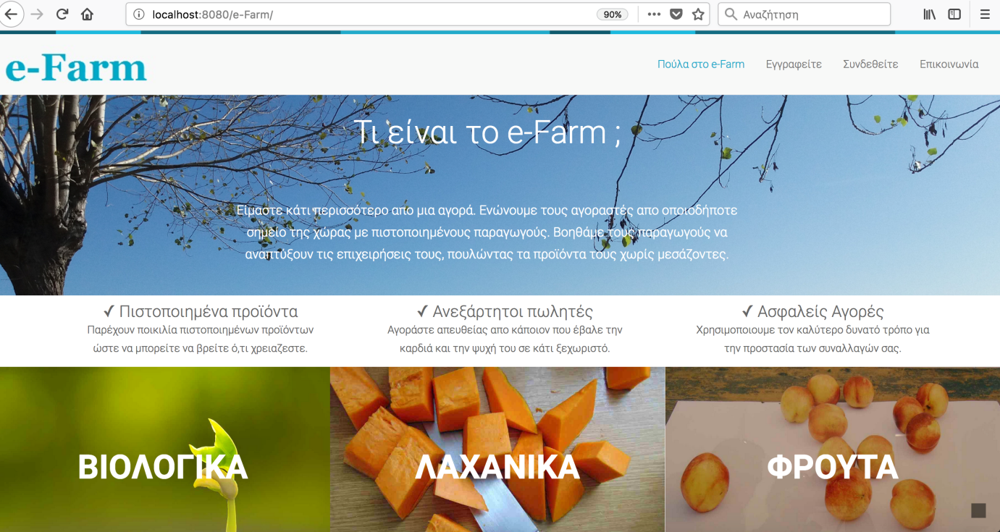 localhost:8080/e-Farm/
90%
Αναζήτηση
e-Farm
Πούλα στο e-Farm
Εγγραφείτε
Συνδεθείτε
Επικοινωνία
Τι είναι το e-Farm ;
Είμαστε κάτι περισσότερο απο μια αγορά. Ενώνουμε τους αγοραστές απο οποιοδήποτε
σημείο της χώρας με πιστοποιημένους παραγωγούς. Βοηθάμε τους παραγωγούς να
αναπτύξουν τις επιχειρήσεις τους, πουλώντας τα προϊόντα τους χωρίς μεσάζοντες.
✓ Πιστοποιημένα προϊόντα
Παρέχουν ποικιλία πιστοποιημένων προϊόντων
ώστε να μπορείτε να βρείτε ό,τι χρειαζεστε.
✓ Ανεξάρτητοι πωλητές
Αγοράστε απευθείας απο κάποιον που έβαλε την
καρδιά και την ψυχή του σε κάτι ξεχωριστό.
✓ Ασφαλείς Αγορές
Χρησιμοποιουμε τον καλύτερο δυνατό τρόπο για
την προστασία των συναλλαγών σας.
ΒΙΟΛΟΓΙΚΑ
ΛΑΧΑΝΙΚΑ
ΦΡΟΥΤΑ